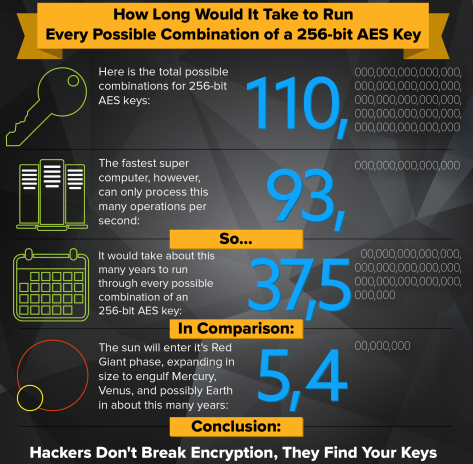 How Long Would It Take to Run
Every Possible Combination of a 256-bit AES Key
Here is the total possible
combinations for 256-bit
AES keys:
110,
000,000,000,000,000,
000,000,000,000,000,
000,000,000,000,000,
000,000,000,000,000,
000,000,000,000,000
The fastest super
computer, however,
can only process this
many operations per
second:
93,
000,000,000,000,000
So...
It would take about this
many years to run
through every possible
combination of an
256-bit AES key:
37,5
00,000,000,000,000,
000,000,000,000,000,
000,000,000,000,000,
000,000
In Comparison:
The sun will enter it's Red
Giant phase, expanding in
size to engulf Mercury,
Venus, and possibly Earth
in about this many years:
5,4
00,000,000
Conclusion:
Hackers Don't Break Encryption, They Find Your Keys